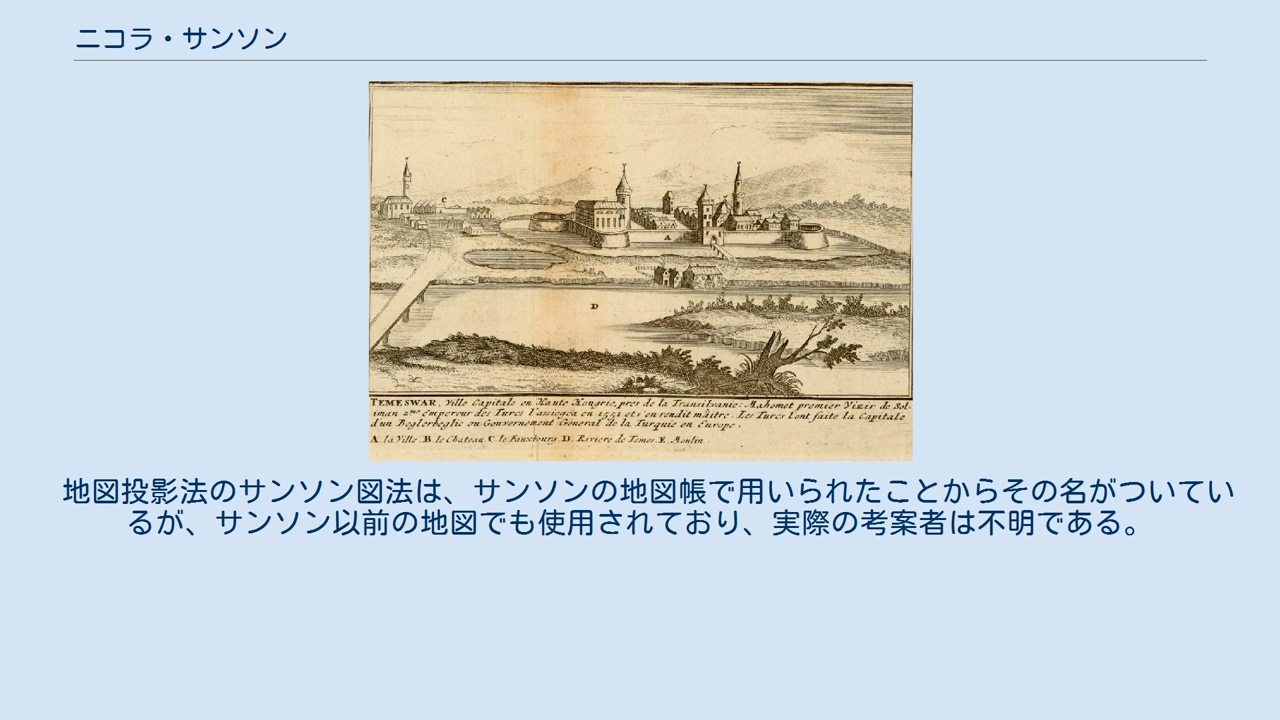 ニコラ・サンソン
C
A
D
TEMESWAR, Ville Capitale en Haute Hongrie, pres de la Transilvanie: Mahomet premier Vizir de Sol-
iman 2me Empereur des Turcs l'assiegea en 1551 et s'en rendit maitre. Les Turcs l'ont faite la Capitale
d'un Beglerbeglic ou Gouvernement General de la Turquie en Europe.
A. la Ville. B. le Chateau C. le Fauxbourg. D. Riviere de Temes. E. Moulin
地図投影法のサンソン図法は、サンソンの地図帳で用いられたことからその名がついてい
るが、サンソン以前の地図でも使用されており、実際の考案者は不明である。